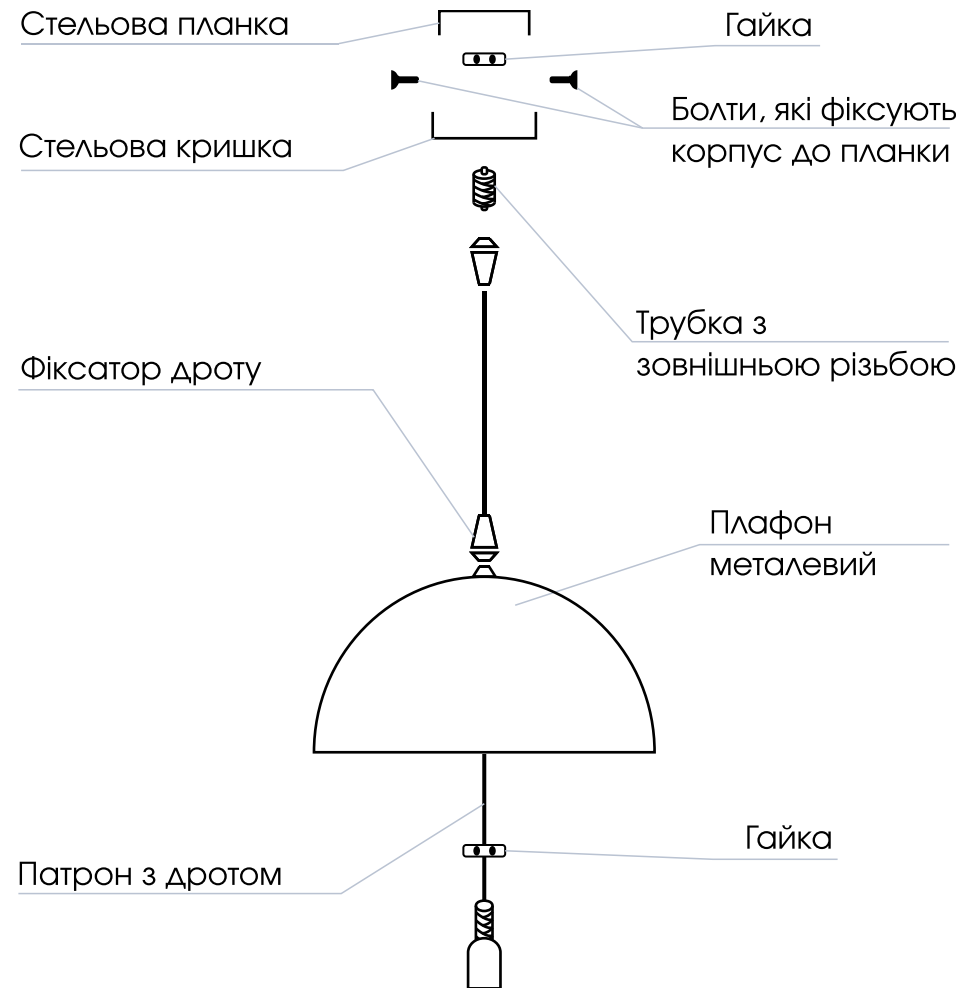 Стельова планка
Гайка
Болти, які фіксують
корпус до планки
Стельова кришка
Трубка з
зовнішньою різьбою
Фіксатор дроту
Плафон
металевий
Гайка
Патрон з дротом